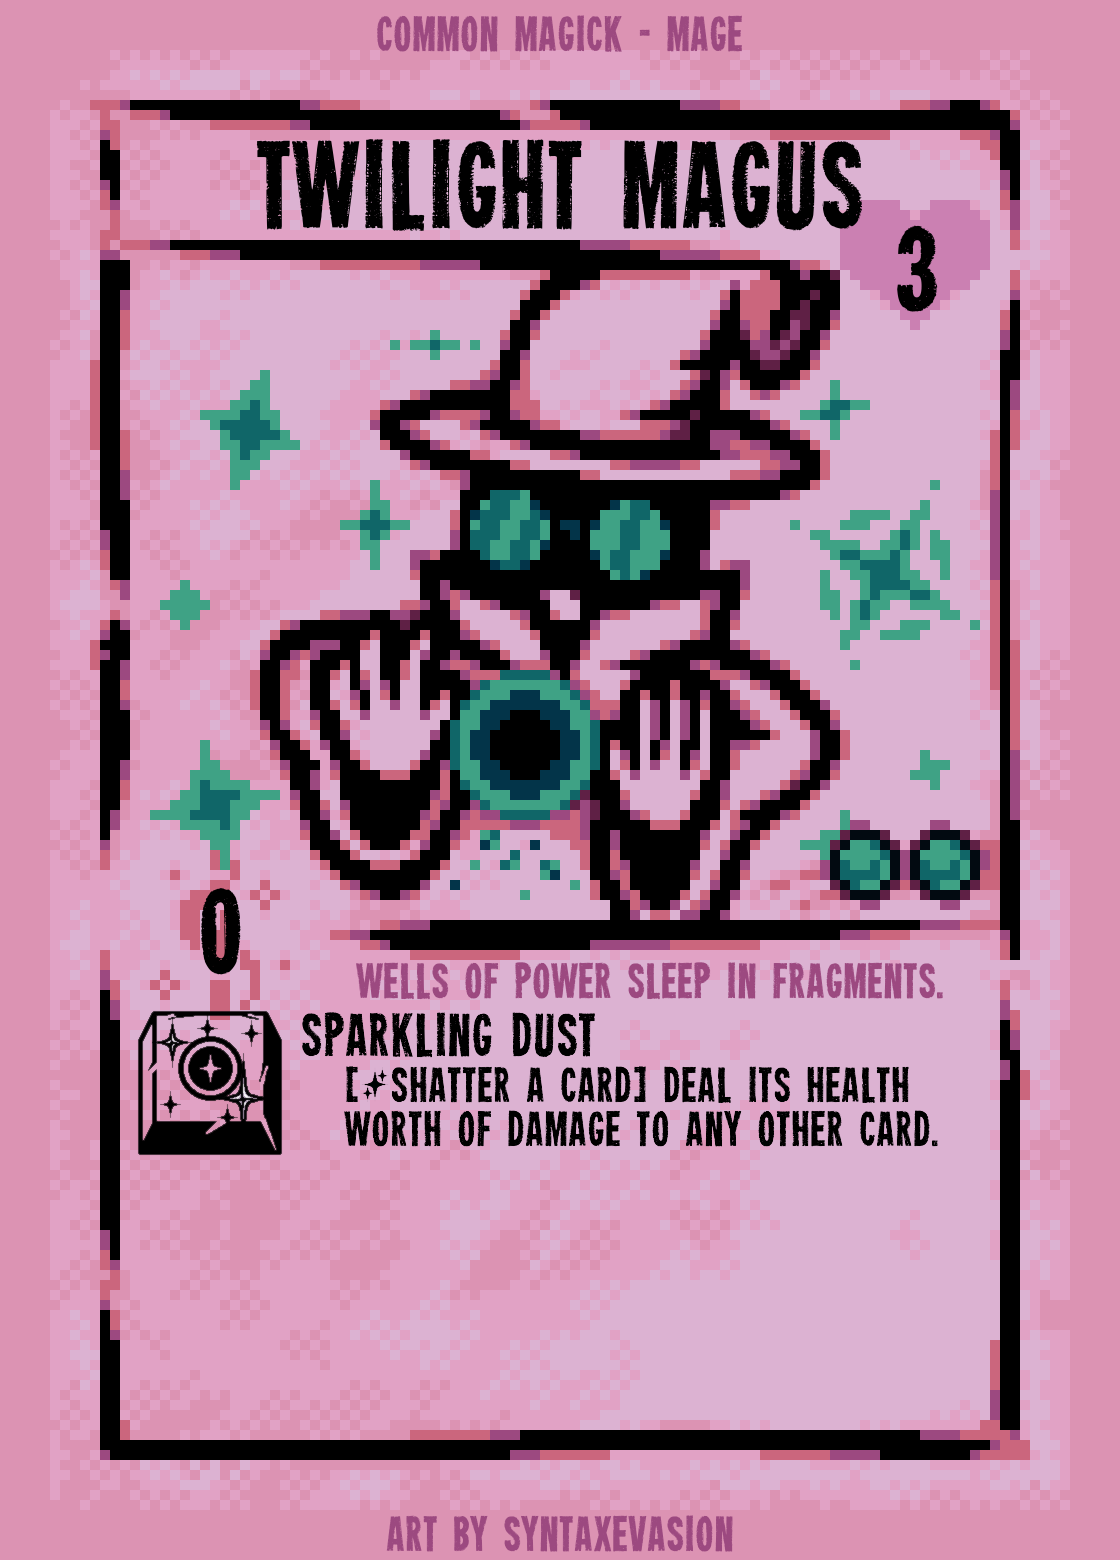 COMMON MAGICK - MAGE
TWILIGHT MAGUS
3
0
WELLS OF POWER SLEEP IN FRAGMENTS.
SPARKLING DUST
[✨SHATTER A CARD] DEAL ITS HEALTH
WORTH OF DAMAGE TO ANY OTHER CARD.
ART BY SYNTAXEVASION